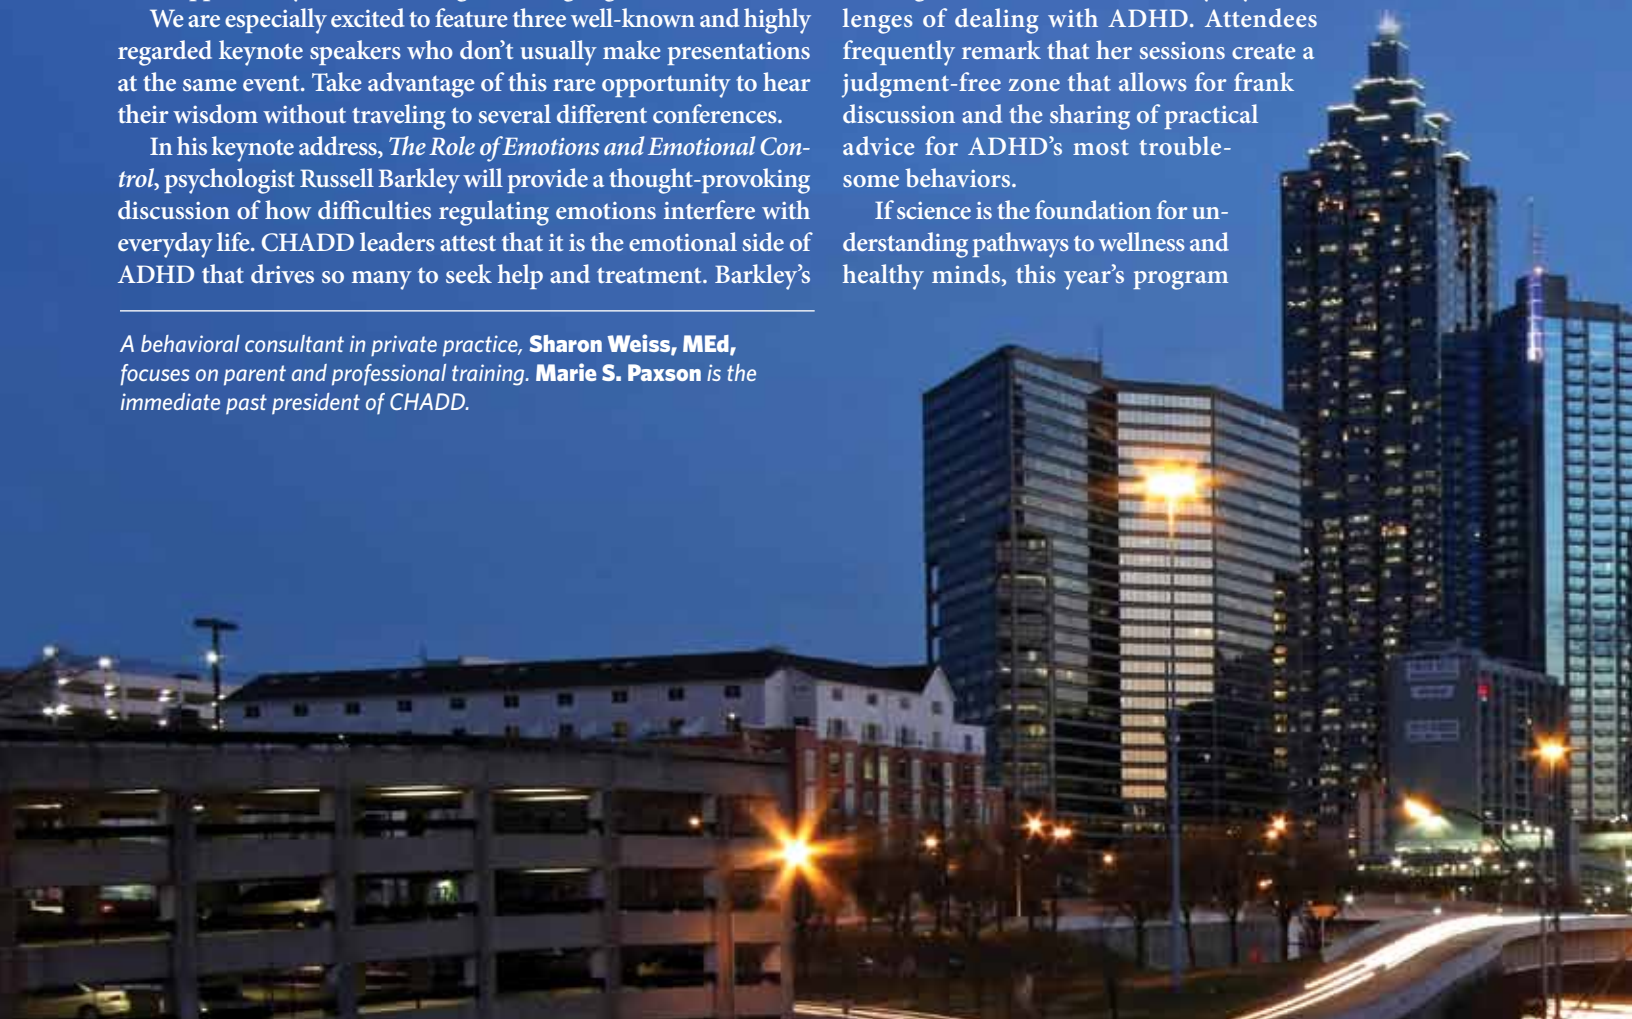 We are especially excited to feature three well-known and highly
regarded keynote speakers who don’t usually make presentations
at the same event. Take advantage of this rare opportunity to hear
their wisdom without traveling to several different conferences.
In his keynote address, The Role of Emotions and Emotional Con-
trol, psychologist Russell Barkley will provide a thought-provoking
discussion of how difficulties regulating emotions interfere with
everyday life. CHADD leaders attest that it is the emotional side of
ADHD that drives so many to seek help and treatment. Barkley’s
A behavioral consultant in private practice, Sharon Weiss, MEd,
focuses on parent and professional training. Marie S. Paxson is the
immediate past president of CHADD.
lenges of dealing with ADHD. Attendees
frequently remark that her sessions create a
judgment-free zone that allows for frank
discussion and the sharing of practical
advice for ADHD’s most trouble-
some behaviors.
If science is the foundation for un-
derstanding pathways to wellness and
healthy minds, this year’s program